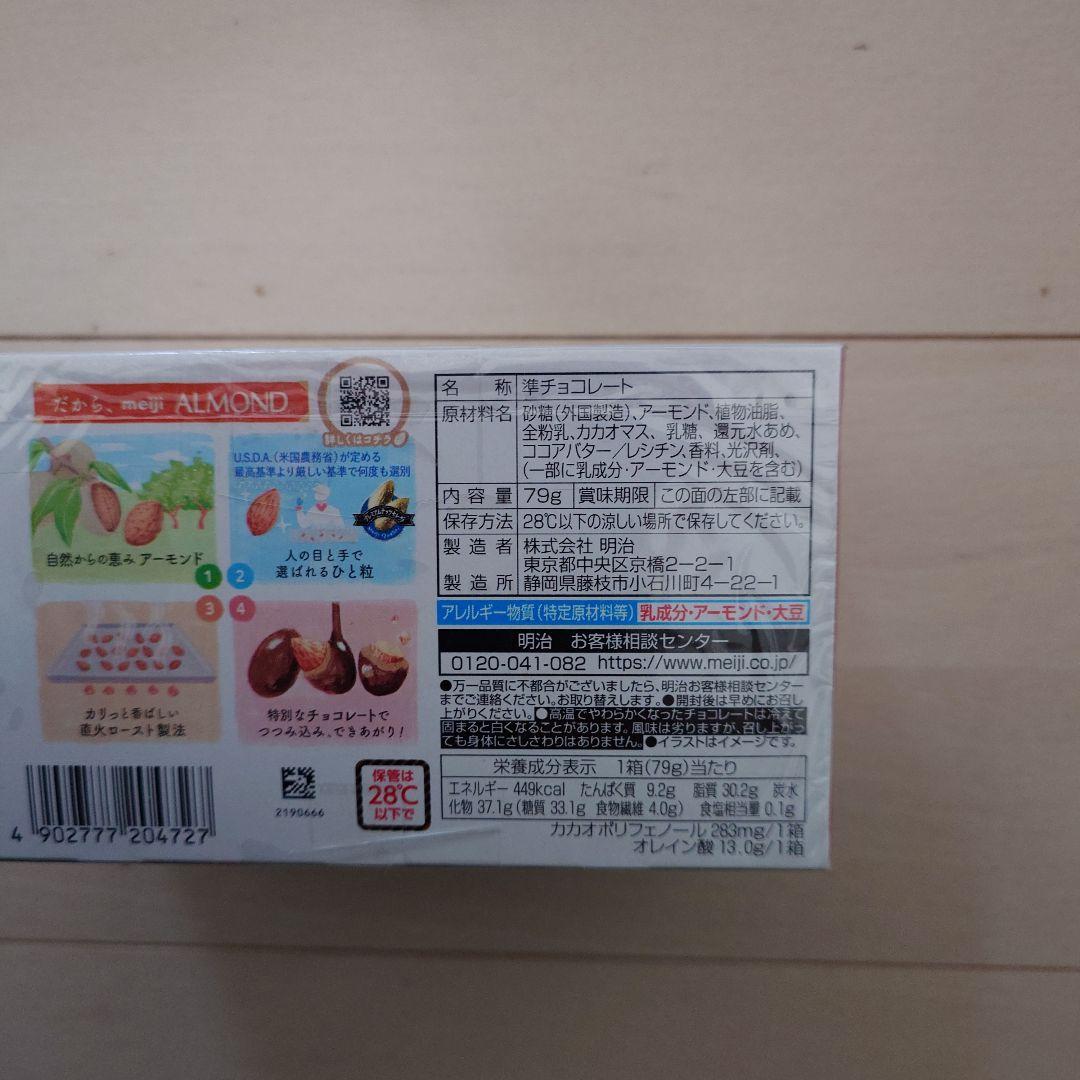 だから、meiji ALMOND
詳しくはコチラ
U.S.D.A.(米国農務省)が定める
最高基準より厳しい基準で何度も選別
自然からの恵み アーモンド
1
2
プレミアムナッツセレクト
人の目と手で
選ばれるひと粒
3
4
カリっと香ばしい
直火ロースト製法
特別なチョコレートで
つつみ込み、できあがり!
4 902777 204727
2190666
保管は
28℃
以下で
名 称 準チョコレート
原材料名 砂糖(外国製造)、アーモンド、植物油脂、
全粉乳、カカオマス、乳糖、還元水あめ、
ココアバター/レシチン、香料、光沢剤、
(一部に乳成分・アーモンド・大豆を含む)
内容量 79g 賞味期限 この面の左部に記載
保存方法 28℃以下の涼しい場所で保存してください。
製造者 株式会社 明治
東京都中央区京橋2-2-1
製造所 静岡県藤枝市小石川町4-22-1
アレルギー物質(特定原材料等) 乳成分・アーモンド・大豆
明治 お客様相談センター
0120-041-082 https://www.meiji.co.jp/
●万一品質に不都合がございましたら、明治お客様相談センター
までご連絡ください。お取り替えします。●開封後は早めにお召し
上がりください。●高温でやわらかくなったチョコレートは冷えて
固まると白くなることがあります。風味は劣りますが、召し上がっ
ても身体にさしさわりはありません。●イラストはイメージです。
栄養成分表示 1箱(79g)当たり
エネルギー 449kcal たんぱく質 9.2g 脂質 30.2g 炭水
化物 37.1g(糖質 33.1g 食物繊維 4.0g) 食塩相当量 0.1g
カカオポリフェノール 283mg/1箱
オレイン酸 13.0g/1箱